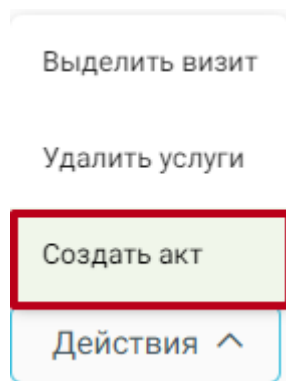 Выделить визит
Удалить услуги
Создать акт
Действия